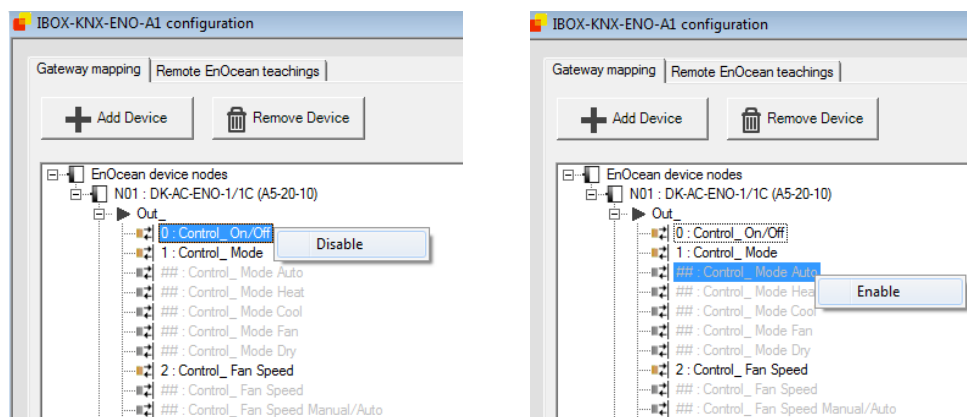 IBOX-KNX-ENO-A1 configuration
Gateway mapping
Remote EnOcean teachings
Add Device
Remove Device
EnOcean device nodes
N01 : DK-AC-ENO-1/1C (A5-20-10)
Out_
0 : Control_ On/Off
Disable
1 : Control_ Mode
## : Control_ Mode Auto
## : Control_ Mode Heat
## : Control_ Mode Cool
## : Control_ Mode Fan
## : Control_ Mode Dry
2 : Control_ Fan Speed
## : Control_ Fan Speed
## : Control_ Fan Speed Manual/Auto
IBOX-KNX-ENO-A1 configuration
Gateway mapping
Remote EnOcean teachings
Add Device
Remove Device
EnOcean device nodes
N01 : DK-AC-ENO-1/1C (A5-20-10)
Out_
0 : Control_ On/Off
1 : Control_ Mode
## : Control_ Mode Auto
## : Control_ Mode Hea
Enable
## : Control_ Mode Cool
## : Control_ Mode Fan
## : Control_ Mode Dry
2 : Control_ Fan Speed
## : Control_ Fan Speed
## : Control_ Fan Speed Manual/Auto